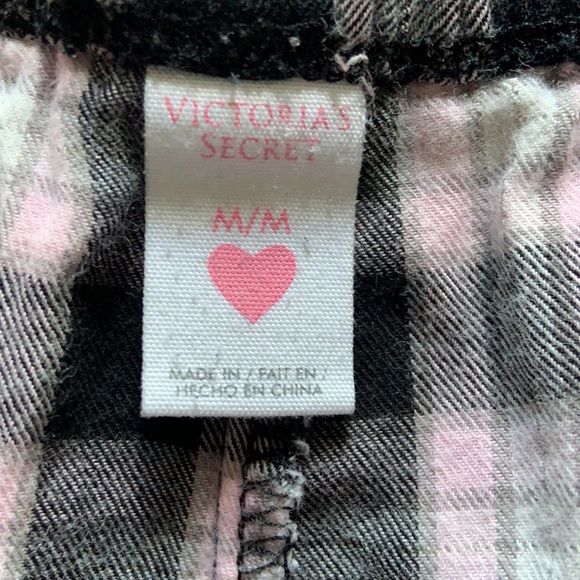 VICTORIA'S
SECRET
M/M
MADE IN / FAIT EN /
HECHO EN CHINA